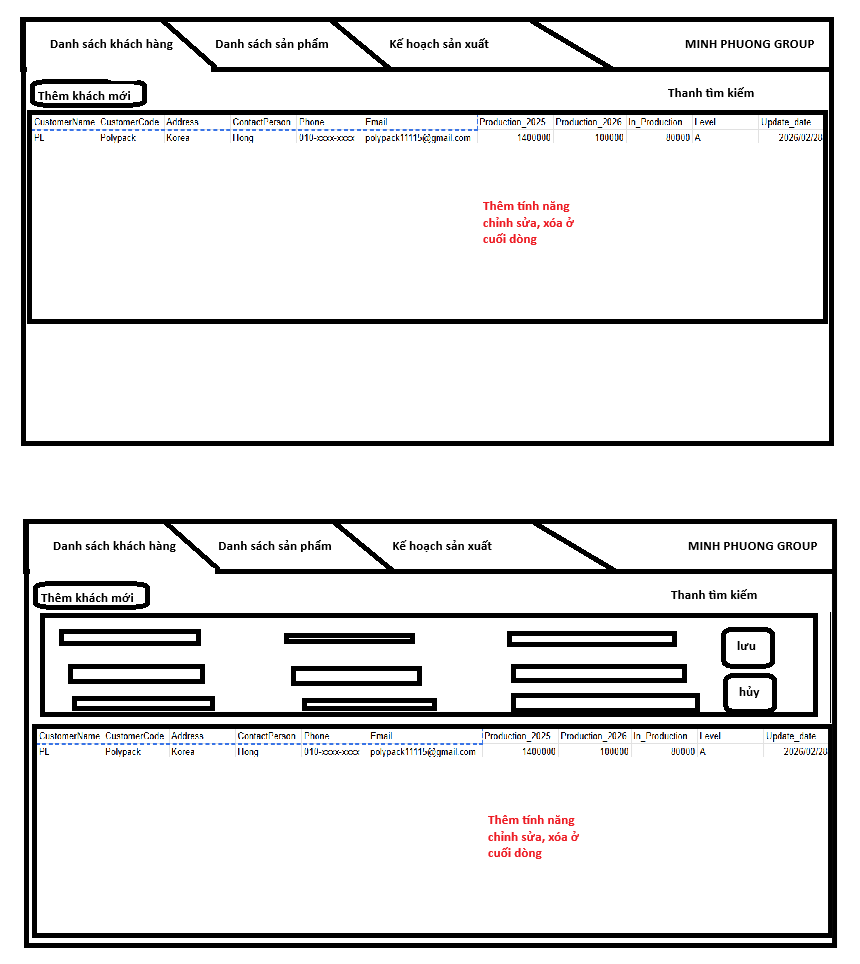 Danh sách khách hàng Danh sách sản phẩm Kế hoạch sản xuất MINH PHUONG GROUP
Thêm khách mới Thanh tìm kiếm
CustomerName CustomerCode Address ContactPerson Phone Email Production_2025 Production_2026 In_Production Level Update_date
PL Polypack Korea Hong 010-xxxx-xxxx polypack11115@gmail.com 1400000 100000 80000 A 2026/02/28
Thêm tính năng
chỉnh sửa, xóa ở
cuối dòng
Danh sách khách hàng Danh sách sản phẩm Kế hoạch sản xuất MINH PHUONG GROUP
Thêm khách mới Thanh tìm kiếm
lưu
hủy
CustomerName CustomerCode Address ContactPerson Phone Email Production_2025 Production_2026 In_Production Level Update_date
PL Polypack Korea Hong 010-xxxx-xxxx polypack11115@gmail.com 1400000 100000 80000 A 2026/02/28
Thêm tính năng
chỉnh sửa, xóa ở
cuối dòng